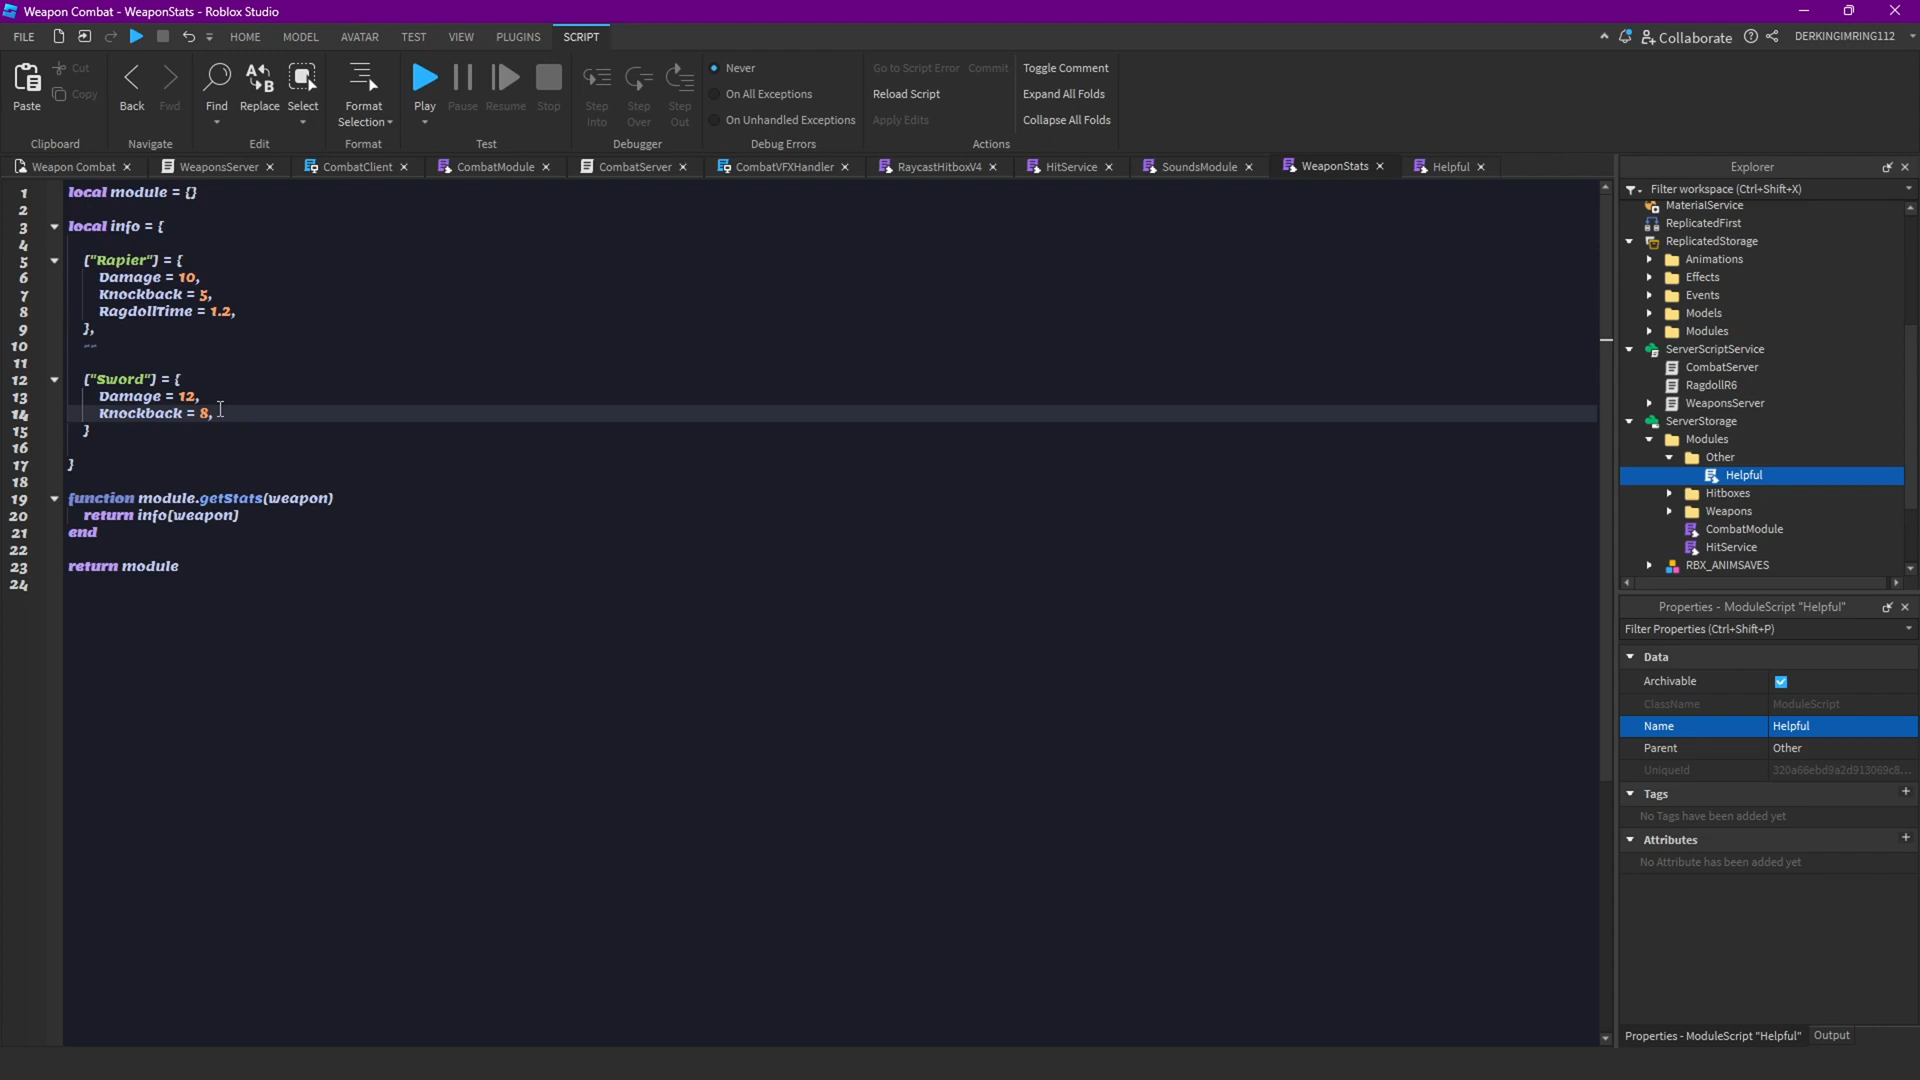 Weapon Combat - WeaponStats - Roblox Studio
FILE HOME MODEL AVATAR TEST VIEW PLUGINS SCRIPT Collaborate DERKINGIMRING112
Paste Cut Copy Back Fwd Find Replace Select Format Selection Play Pause Resume Stop Step Into Step Over Step Out
Never
On All Exceptions
On Unhandled Exceptions
Go to Script Error Commit
Reload Script
Apply Edits
Toggle Comment
Expand All Folds
Collapse All Folds
Clipboard Navigate Edit Format Test Debugger Debug Errors Actions
Weapon Combat WeaponsServer CombatClient CombatModule CombatServer CombatVFXHandler RaycastHitboxV4 HitService SoundsModule WeaponStats Helpful
1 local module = {}
2
3 local info = {
4
5 ["Rapier"] = {
6 Damage = 10,
7 Knockback = 5,
8 RagdollTime = 1.2,
9 },
10 --
11
12 ["Sword"] = {
13 Damage = 12,
14 Knockback = 8,
15 }
16
17 }
18
19 function module.getStats(weapon)
20 return info[weapon]
21 end
22
23 return module
24
Explorer
Filter workspace (Ctrl+Shift+X)
MaterialService
ReplicatedFirst
ReplicatedStorage
Animations
Effects
Events
Models
Modules
ServerScriptService
CombatServer
RagdollR6
WeaponsServer
ServerStorage
Modules
Other
Helpful
Hitboxes
Weapons
CombatModule
HitService
RBX_ANIMSAVES
Properties - ModuleScript "Helpful"
Filter Properties (Ctrl+Shift+P)
Data
Archivable
ClassName ModuleScript
Name Helpful
Parent Other
UniqueId 320a66ebd9a2d913069c8...
Tags +
No Tags have been added yet
Attributes +
No Attribute has been added yet
Properties - ModuleScript "Helpful" Output